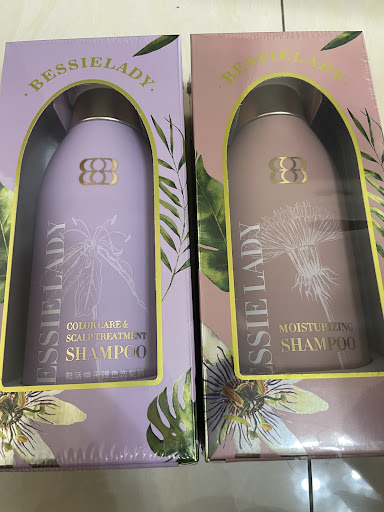 ·BESSIELADY·
BESSIE LADY
COLOR CARE &
SCALP TREATMENT
SHAMPOO
·BESSIELADY·
ESSIE LADY
MOISTURIZING
SHAMPOO